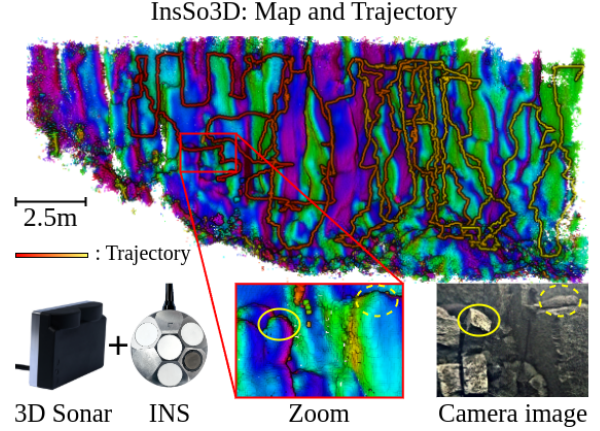 InsSo3D: Map and Trajectory
2.5m
: Trajectory
3D Sonar
INS
Zoom
Camera image